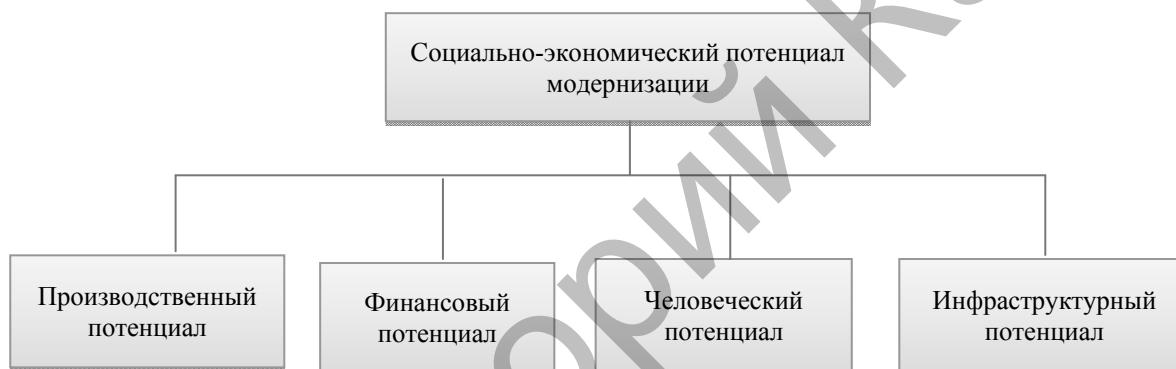 Социально-экономический потенциал
модернизации
Производственный
потенциал
Финансовый
потенциал
Человеческий
потенциал
Инфраструктурный
потенциал